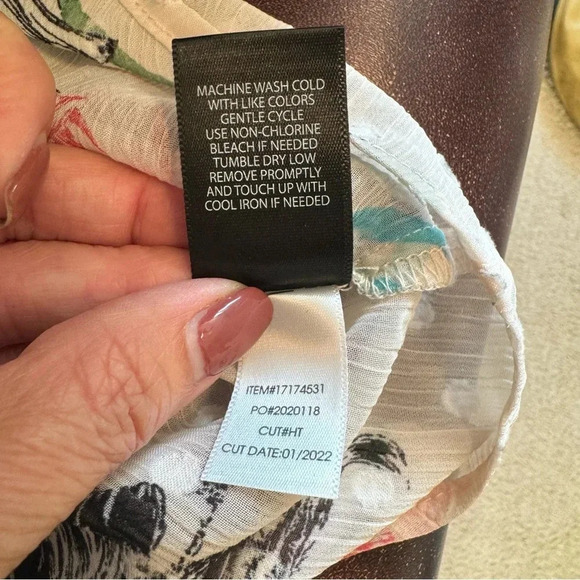 MACHINE WASH COLD
WITH LIKE COLORS
GENTLE CYCLE
USE NON-CHLORINE
BLEACH IF NEEDED
TUMBLE DRY LOW
REMOVE PROMPTLY
AND TOUCH UP WITH
COOL IRON IF NEEDED
ITEM#17174531
PO#2020118
CUT#HT
CUT DATE:01/2022